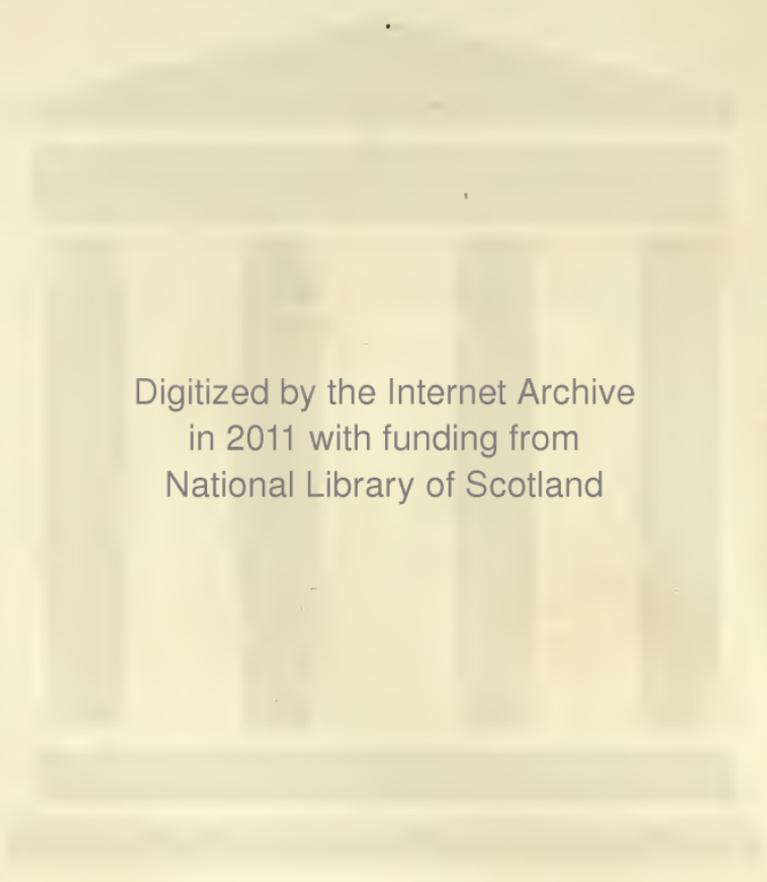 Digitized by the Internet Archive
in 2011 with funding from
National Library of Scotland